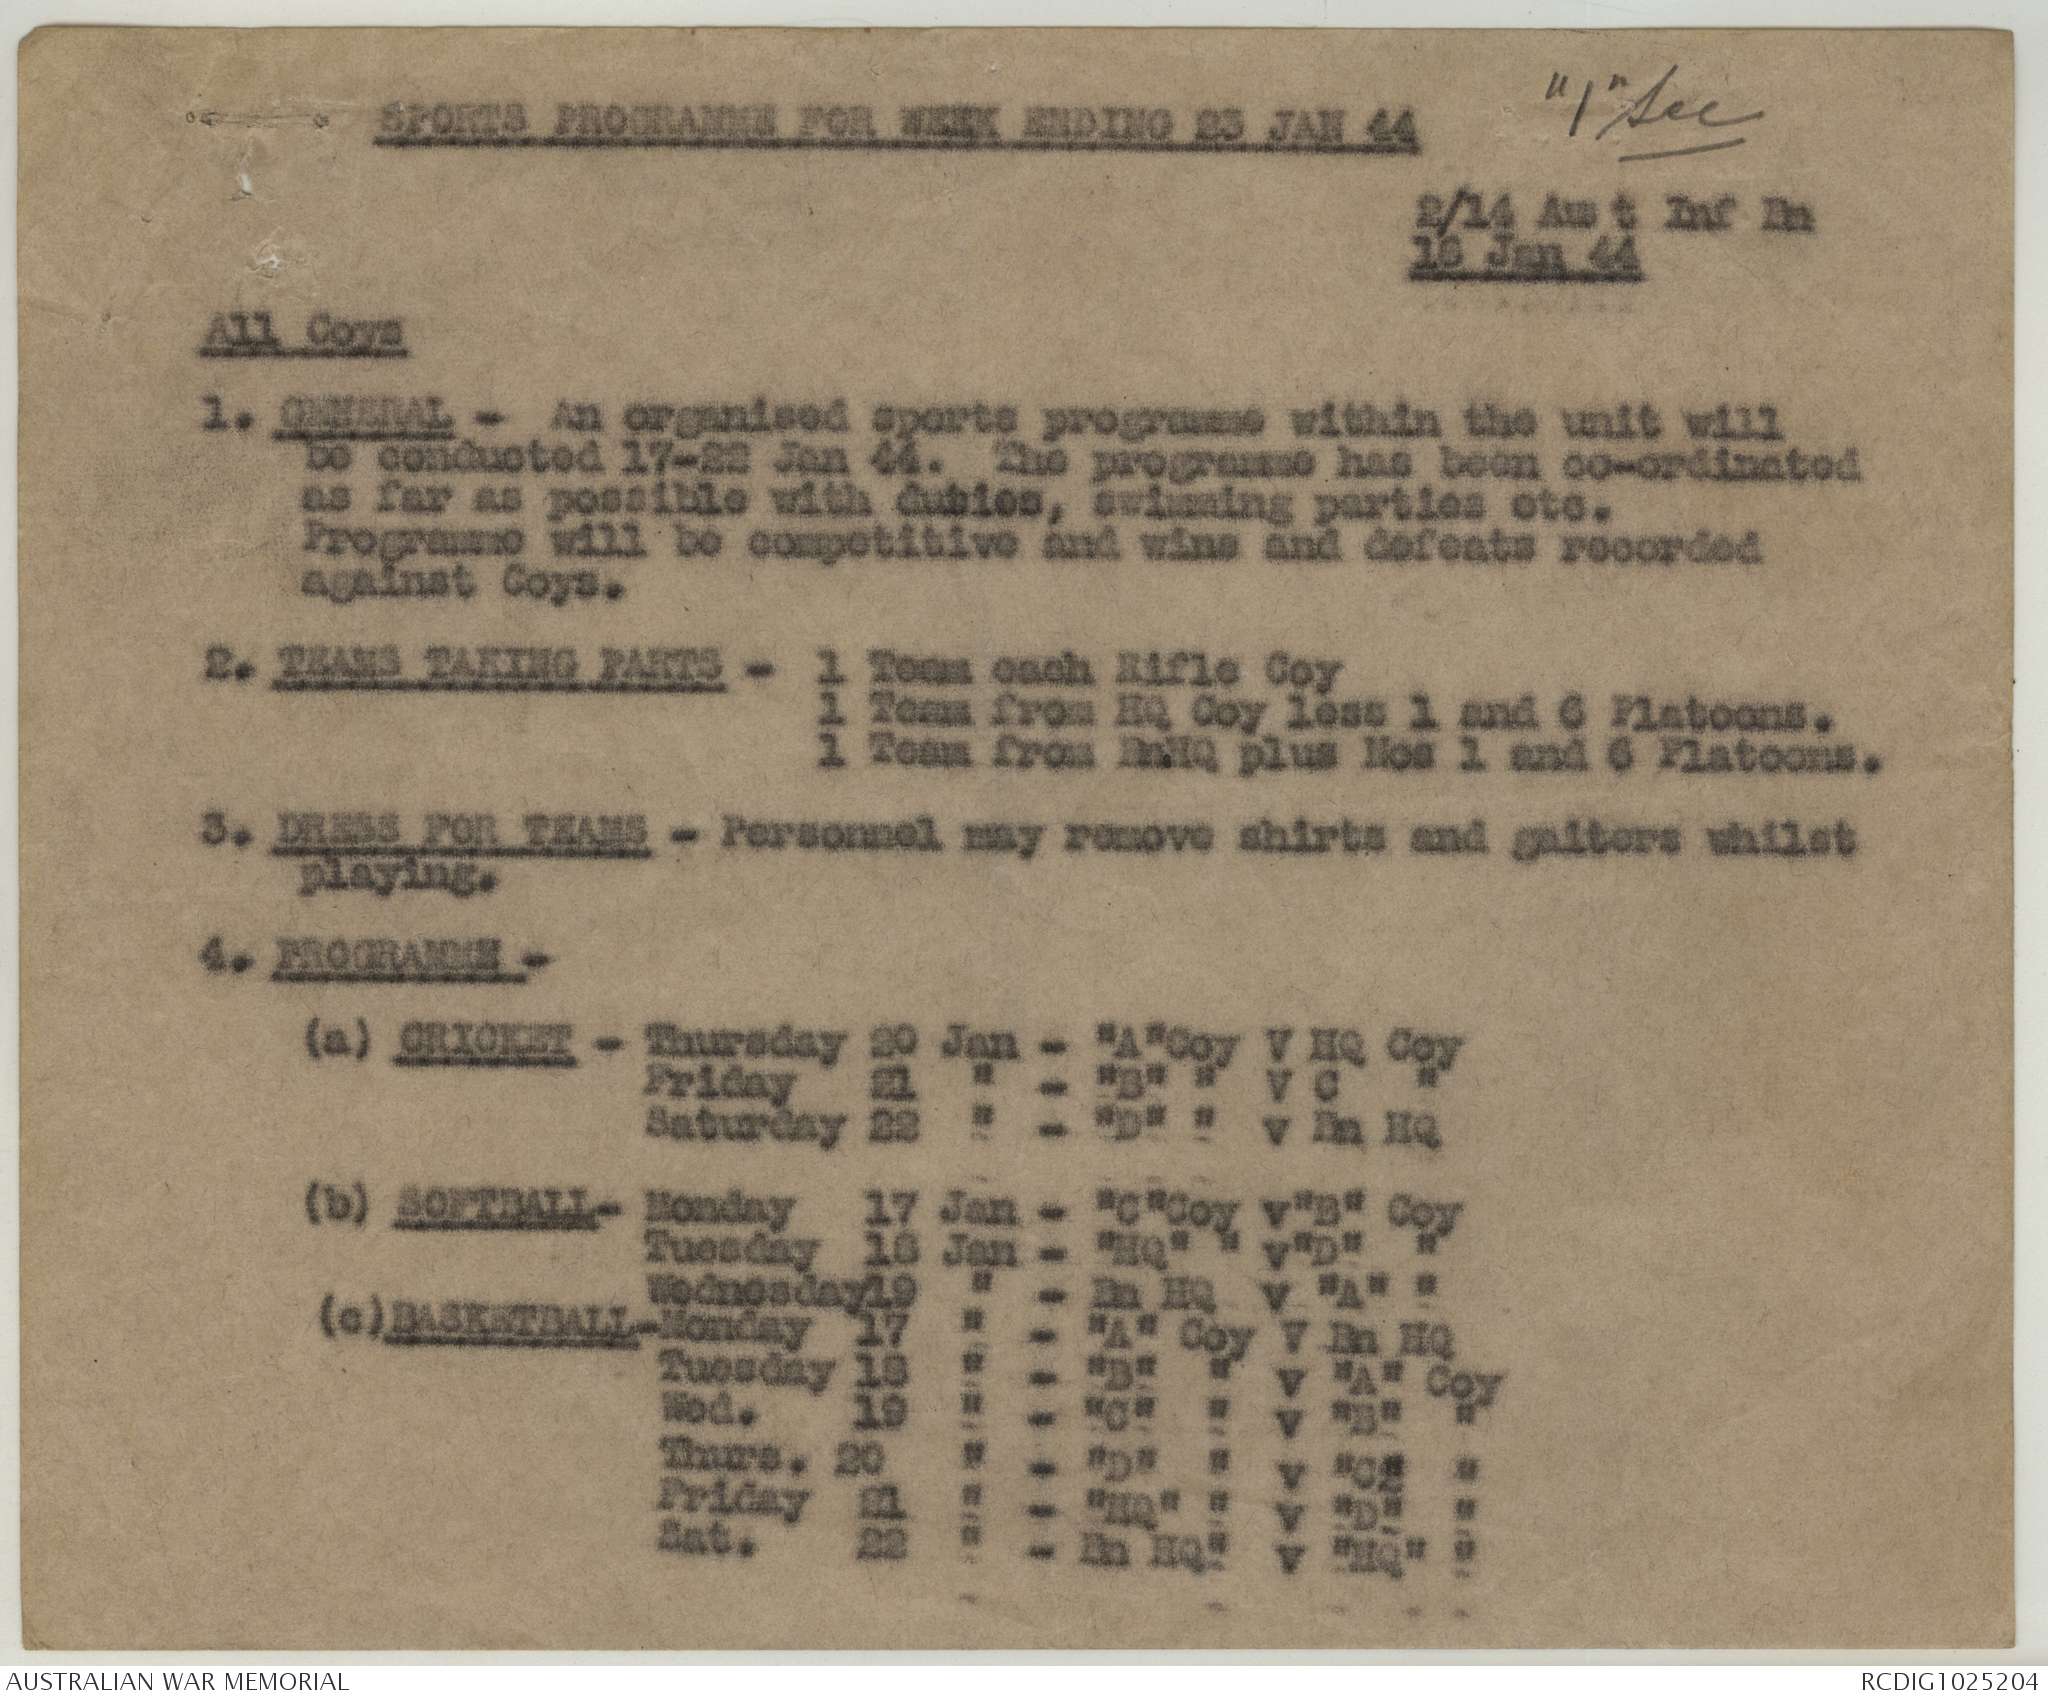 SPORTS PROGRAMME FOR WEEK ENDING 23 JAN 44
"I" Sec
2/14 Aust Inf Bn
18 Jan 44
All Coys
1. GENERAL - An organised sports programme within the unit will
be conducted 17-22 Jan 44. The programme has been co-ordinated
as far as possible with duties, swimming parties etc.
Programme will be competitive and wins and defeats recorded
against Coys.
2. TEAMS TAKING PARTS - 1 Team each Rifle Coy
1 Team from HQ Coy less 1 and 6 Platoons.
1 Team from BnHQ plus Nos 1 and 6 Platoons.
3. DRESS FOR TEAMS - Personnel may remove shirts and gaiters whilst
playing.
4. PROGRAMME -
(a) CRICKET - Thursday 20 Jan - "A"Coy V HQ Coy
Friday 21 " - "B" " V C "
Saturday 22 " - "D" " v Bn HQ
(b) SOFTBALL- Monday 17 Jan - "C"Coy v"B" Coy
Tuesday 18 Jan - "HQ" " v"D" "
Wednesday19 " - Bn HQ v "A" "
(c)BASKETBALL-Monday 17 " - "A" Coy V Bn HQ
Tuesday 18 " - "B" " v "A" Coy
Wed. 19 " - "C" " v "B" "
Thurs. 20 " - "D" " v "C" "
Friday 21 " - "HQ" " v "D" "
Sat. 22 " - Bn HQ" v "HQ" "
AUSTRALIAN WAR MEMORIAL
RCDIG1025204